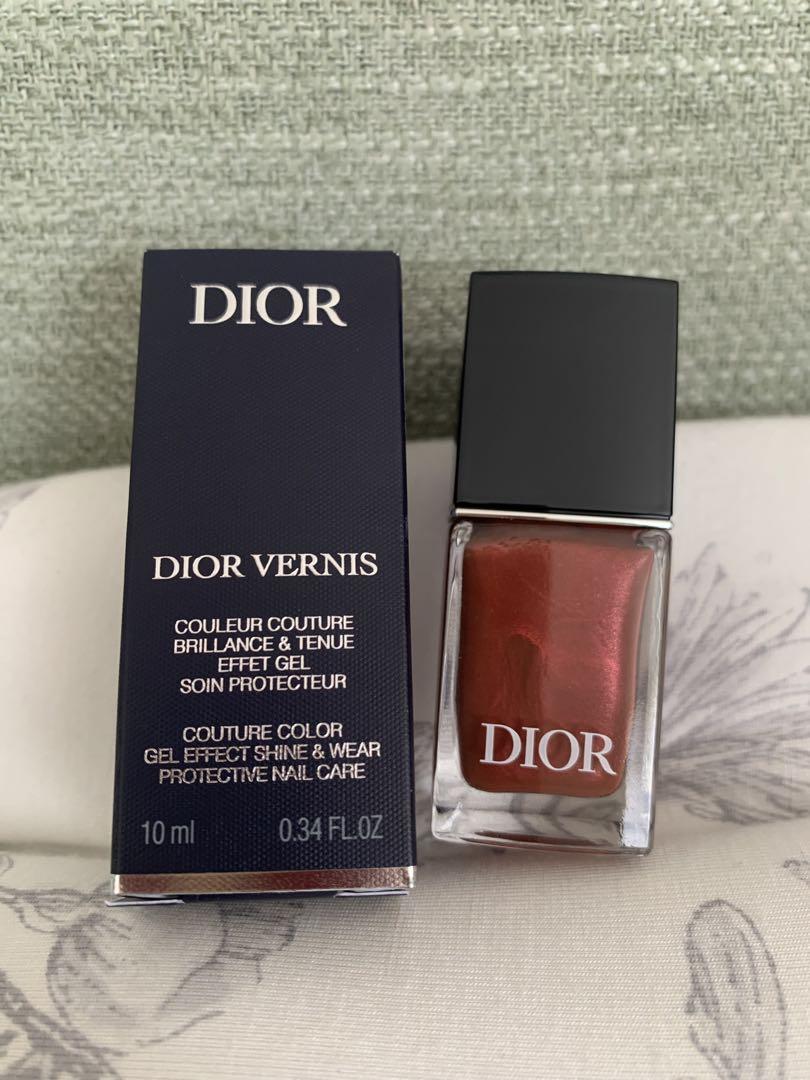 DIOR
DIOR VERNIS
COULEUR COUTURE
BRILLANCE & TENUE
EFFET GEL
SOIN PROTECTEUR
COUTURE COLOR
GEL EFFECT SHINE & WEAR
PROTECTIVE NAIL CARE
10 ml 0.34 FL.OZ
DIOR